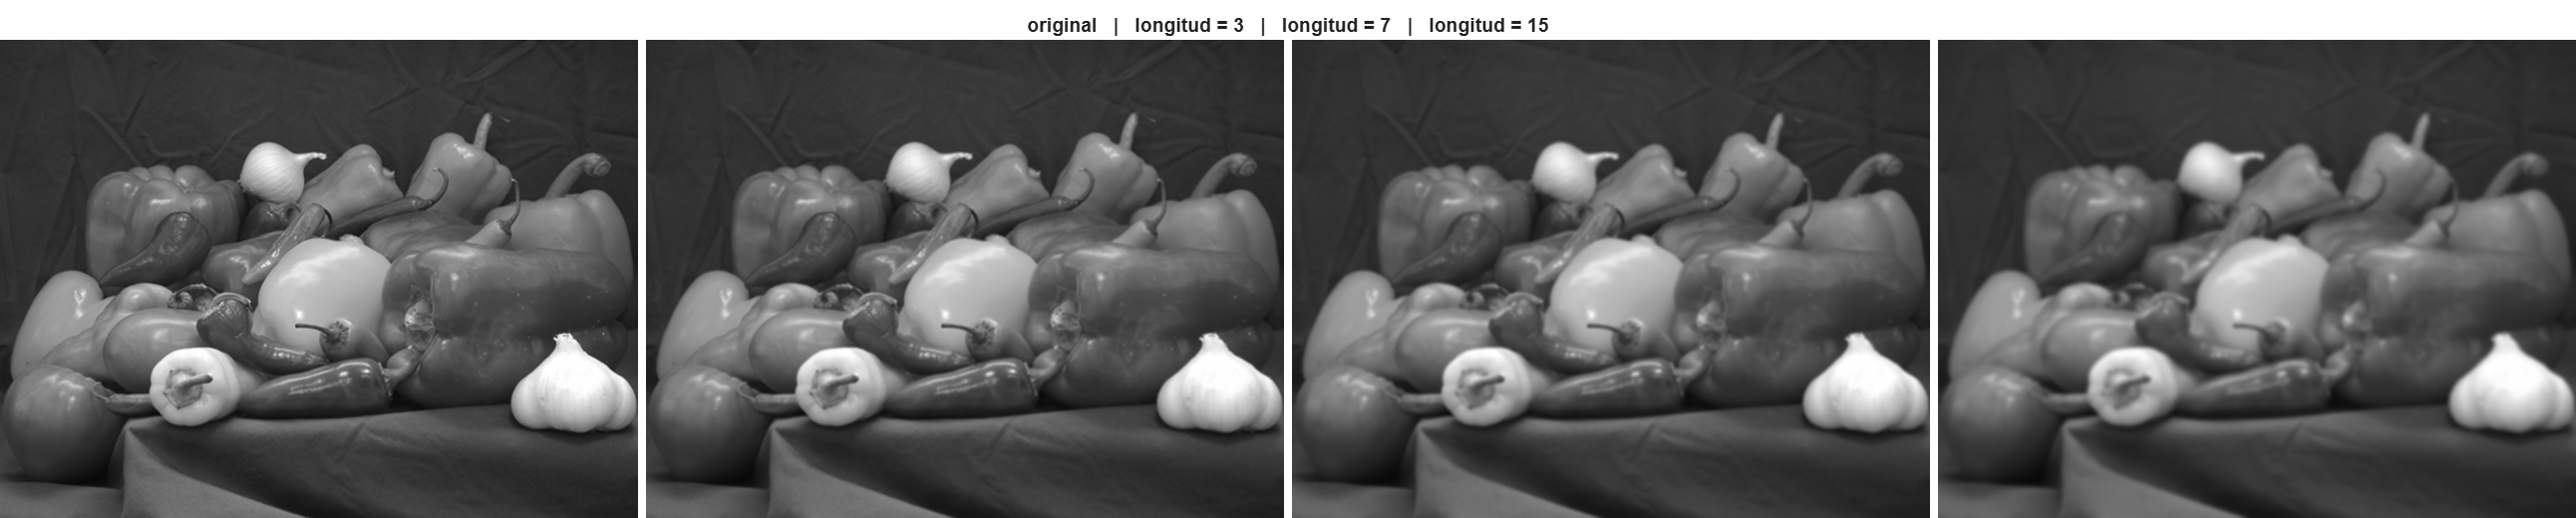 original | longitud = 3 | longitud = 7 | longitud = 15